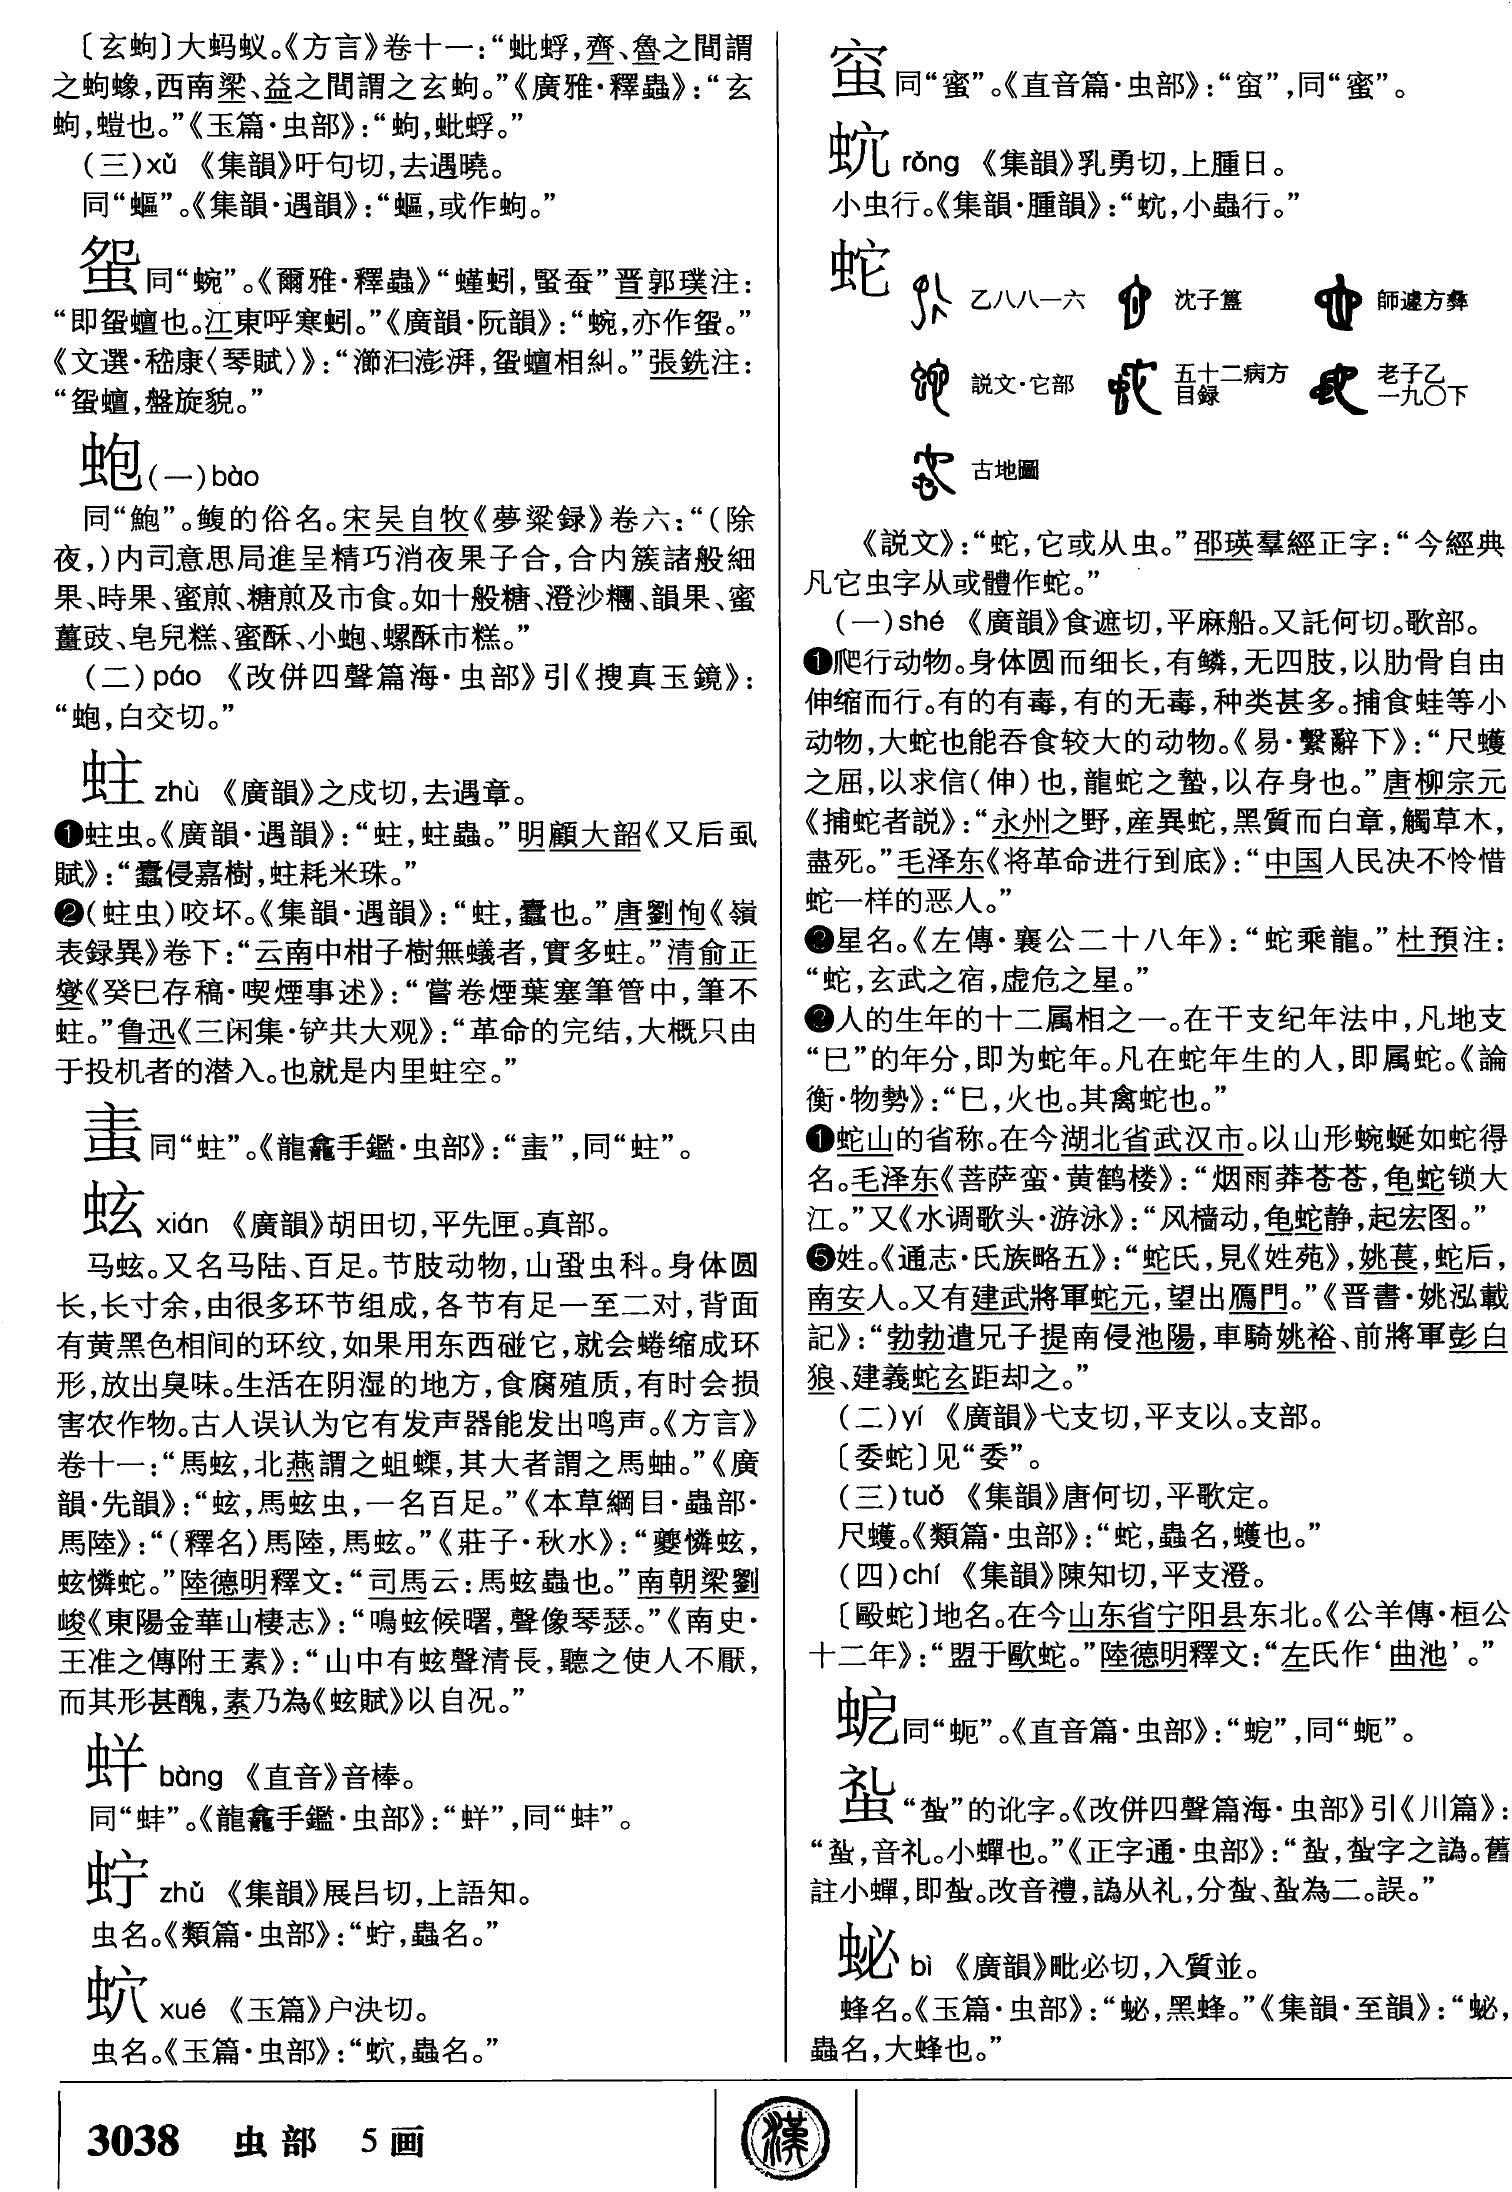 〔玄蚼〕大蚂蚁。《方言》卷十一：“蚍蜉，齊、魯之間謂
之蚼蟓，西南梁、益之間謂之玄蚼。”《廣雅·釋蟲》：“玄
蚼，螘也。”《玉篇·虫部》：“蚼，蚍蜉。”
(三)xǔ 《集韻》吁句切，去遇曉。
同“䡱”。《集韻·遇韻》：“，或作蚼。”
䖤同“蜿”。《爾雅·釋蟲》“螼蚓，豎蚕”晋郭璞注：
“即䖤蟺也。江東呼寒蚓。”《廣韻·阮韻》：“蜿，亦作䖤。”
《文選·嵇康〈琴賦〉》：“瀄汩澎湃，䖤蟺相糾。”張銑注：
“䖤蟺，盤旋貌。”
蚫(一)bào
同“鮑”。鳆的俗名。宋吴自牧《夢粱録》卷六：“(除
夜，)内司意思局進呈精巧消夜果子合，合内簇諸般細
果、時果、蜜煎、糖煎及市食。如十般糖、澄沙糰、韻果、蜜
薑豉、皂兒糕、蜜酥、小蚫、螺酥市糕。”
(二)páo 《改併四聲篇海·虫部》引《搜真玉鏡》：
“蚫，白交切。”
蛀 zhù 《廣韻》之戍切，去遇章。
❶蛀虫。《廣韻·遇韻》：“蛀，蛀蟲。”明顧大韶《又后虱
賦》：“蠹侵嘉樹，蛀耗米珠。”
❷(蛀虫)咬坏。《集韻·遇韻》：“蛀，蠹也。”唐劉恂《嶺
表録異》卷下：“云南中柑子樹無蟻者，實多蛀。”清俞正
燮《癸巳存稿·喫煙事述》：“嘗卷煙葉塞筆管中，筆不
蛀。”鲁迅《三闲集·铲共大观》：“革命的完结，大概只由
于投机者的潜入。也就是内里蛀空。”
䖝同“蛀”。《龍龕手鑑·虫部》：“”，同“蛀”。
蚿 xián 《廣韻》胡田切，平先匣。真部。
马蚿。又名马陆、百足。节肢动物，山蛩虫科。身体圆
长，长寸余，由很多环节组成，各节有足一至二对，背面
有黄黑色相间的环纹，如果用东西碰它，就会蜷缩成环
形，放出臭味。生活在阴湿的地方，食腐殖质，有时会损
害农作物。古人误认为它有发声器能发出鸣声。《方言》
卷十一：“馬蚿，北燕謂之蛆蟝，其大者謂之馬蚰。”《廣
韻·先韻》：“蚿，馬蚿虫，一名百足。”《本草綱目·蟲部·
馬陸》：“(釋名)馬陸，馬蚿。”《莊子·秋水》：“夔憐蚿，
蚿憐蛇。”陸德明釋文：“司馬云：馬蚿蟲也。”南朝梁劉
峻《東陽金華山棲志》：“鳴蚿候曙，聲像琴瑟。”《南史·
王准之傳附王素》：“山中有蚿聲清長，聽之使人不厭，
而其形甚醜，素乃為《蚿賦》以自况。”
蛘 bàng 《直音》音棒。
同“蚌”。《龍龕手鑑·虫部》：“”，同“蚌”。
䇡 zhǔ 《集韻》展吕切，上語知。
虫名。《類篇·虫部》：“，蟲名。”
xué 《玉篇》户決切。
虫名。《玉篇·虫部》：“，蟲名。”
同“蜜”。《直音篇·虫部》：“”，同“蜜”。
rǒng 《集韻》乳勇切，上腫日。
小虫行。《集韻·腫韻》：“，小蟲行。”
蛇
乙八八一六 沈子簋 師遽方彝
説文·它部 五十二病方目録 老子乙一九〇下
古地圖
《説文》：“蛇，它或从虫。”邵瑛羣經正字：“今經典
凡它虫字从或體作蛇。”
(一)shé 《廣韻》食遮切，平麻船。又託何切。歌部。
❶爬行动物。身体圆而细长，有鳞，无四肢，以肋骨自由
伸缩而行。有的有毒，有的无毒，种类甚多。捕食蛙等小
动物，大蛇也能吞食较大的动物。《易·繫辭下》：“尺蠖
之屈，以求信(伸)也，龍蛇之蟄，以存身也。”唐柳宗元
《捕蛇者説》：“永州之野，産異蛇，黑質而白章，觸草木，
盡死。”毛泽东《将革命进行到底》：“中国人民决不怜惜
蛇一样的恶人。”
❷星名。《左傳·襄公二十八年》：“蛇乘龍。”杜預注：
“蛇，玄武之宿，虚危之星。”
❷人的生年的十二属相之一。在干支纪年法中，凡地支
“巳”的年分，即为蛇年。凡在蛇年生的人，即属蛇。《論
衡·物勢》：“巳，火也。其禽蛇也。”
❶蛇山的省称。在今湖北省武汉市。以山形蜿蜒如蛇得
名。毛泽东《菩萨蛮·黄鹤楼》：“烟雨莽苍苍，龟蛇锁大
江。”又《水调歌头·游泳》：“风樯动，龟蛇静，起宏图。”
❺姓。《通志·氏族略五》：“蛇氏，見《姓苑》，姚萇，蛇后，
南安人。又有建武將軍蛇元，望出鴈門。”《晋書·姚泓載
記》：“勃勃遣兄子提南侵池陽，車騎姚裕、前將軍彭白
狼、建義蛇玄距却之。”
(二)yí 《廣韻》弋支切，平支以。支部。
〔委蛇〕见“委”。
(三)tuǒ 《集韻》唐何切，平歌定。
尺蠖。《類篇·虫部》：“蛇，蟲名，蠖也。”
(四)chí 《集韻》陳知切，平支澄。
〔毆蛇〕地名。在今山东省宁阳县东北。《公羊傳·桓公
十二年》：“盟于歐蛇。”陸德明釋文：“左氏作‘曲池’。”
同“蚅”。《直音篇·虫部》：“”，同“蚅”。
“蚻”的讹字。《改併四聲篇海·虫部》引《川篇》：
“，音礼。小蟬也。”《正字通·虫部》：“，蚻字之譌。舊
註小蟬，即蚻。改音禮，譌从礼，分蚻、為二。誤。”
䖩 bì 《廣韻》毗必切，入質並。
蜂名。《玉篇·虫部》：“䖩，黑蜂。”《集韻·至韻》：“䖩，
蟲名，大蜂也。”
3038 虫部 5画
漢